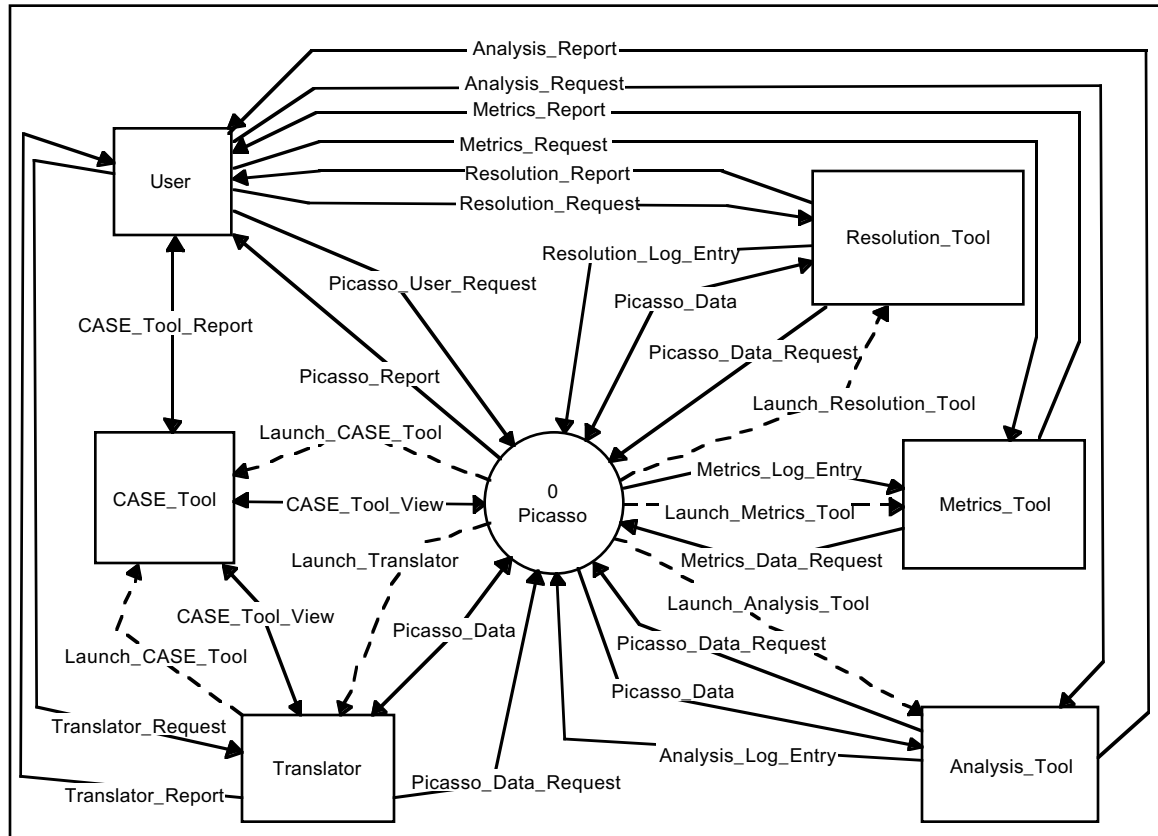 Analysis_Report
Analysis_Request
Metrics_Report
Metrics_Request
User
Resolution_Report
Resolution_Request
Resolution_Tool
Resolution_Log_Entry
Picasso_User_Request
Picasso_Data
CASE_Tool_Report
Picasso_Data_Request
Picasso_Report
Launch_Resolution_Tool
Launch_CASE_Tool
Metrics_Log_Entry
0
CASE_Tool
CASE_Tool_View
Picasso
Launch_Metrics_Tool
Metrics_Tool
Launch_Translator
Metrics_Data_Request
Launch_Analysis_Tool
CASE_Tool_View
Picasso_Data
Picasso_Data_Request
Launch_CASE_Tool
Picasso_Data
Translator_Request
Analysis_Log_Entry
Translator
Analysis_Tool
Picasso_Data_Request
Translator_Report